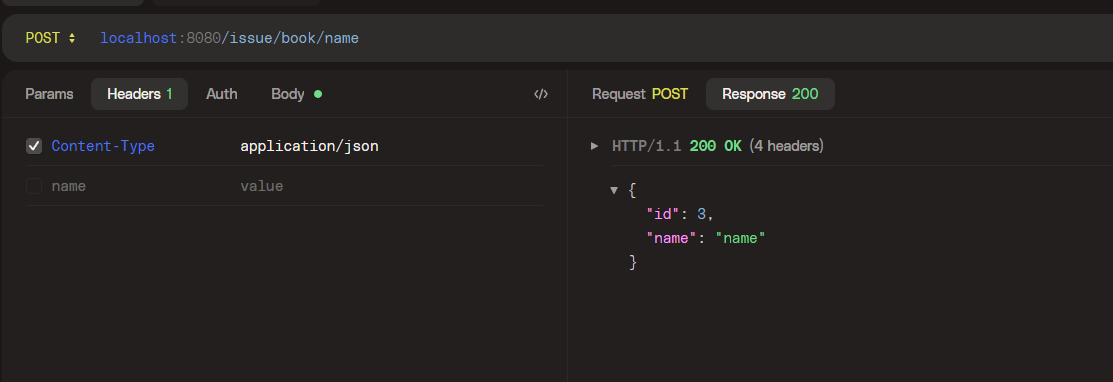 POST localhost:8080/issue/book/name
Params Headers 1 Auth Body </>
Request POST Response 200
Content-Type application/json
name value
HTTP/1.1 200 OK (4 headers)
{
"id": 3,
"name": "name"
}